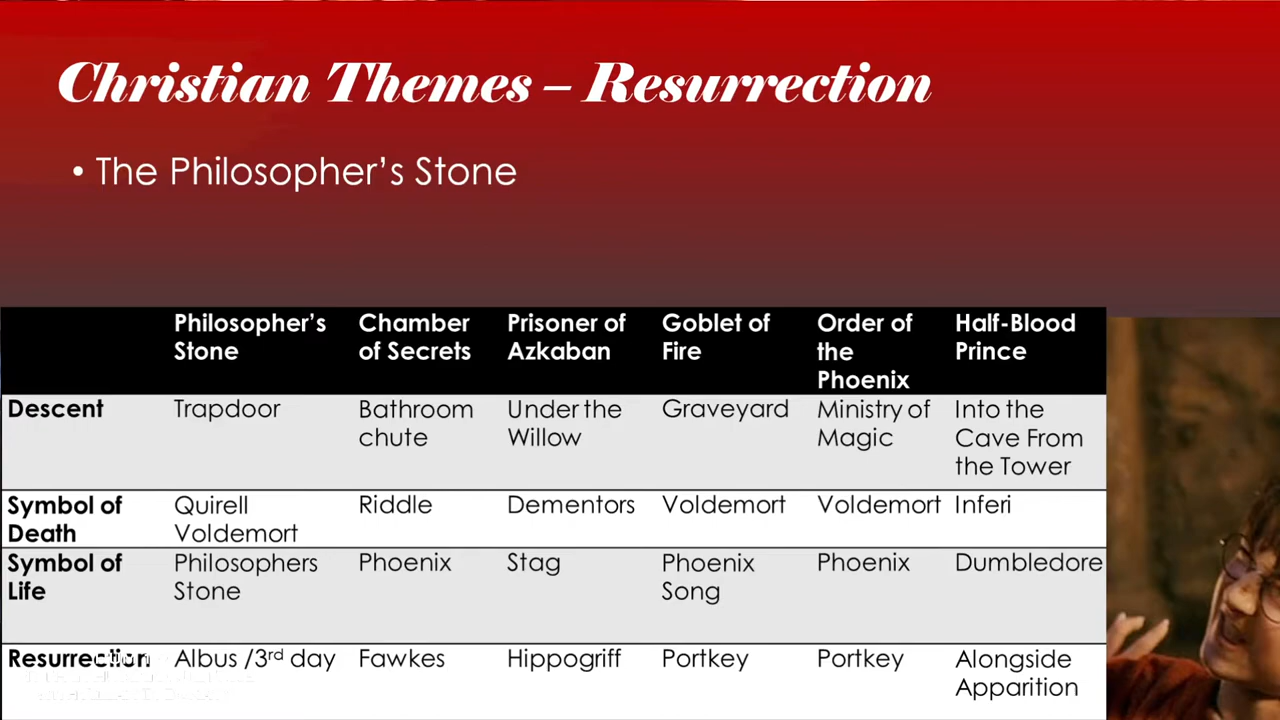 Christian Themes – Resurrection
• The Philosopher's Stone
Philosopher's Stone | Chamber of Secrets | Prisoner of Azkaban | Goblet of Fire | Order of the Phoenix | Half-Blood Prince
Descent | Trapdoor | Bathroom chute | Under the Willow | Graveyard | Ministry of Magic | Into the Cave From the Tower
Symbol of Death | Quirell Voldemort | Riddle | Dementors | Voldemort | Voldemort | Inferi
Symbol of Life | Philosophers Stone | Phoenix | Stag | Phoenix Song | Phoenix | Dumbledore
Resurrection | Albus /3rd day | Fawkes | Hippogriff | Portkey | Portkey | Alongside Apparition